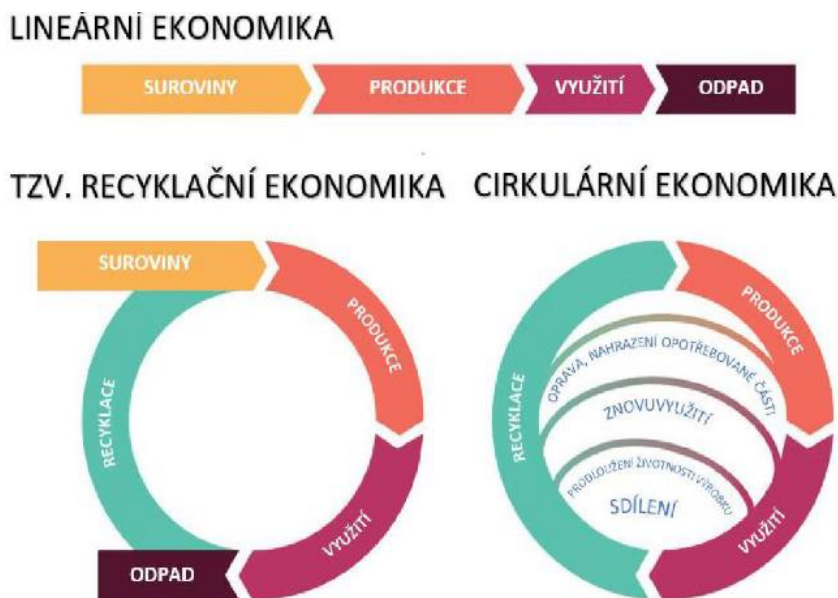 LINEÁRNÍ EKONOMIKA
SUROVINY
PRODUKCE
VYUŽITÍ
ODPAD
TZV. RECYKLAČNÍ EKONOMIKA
SUROVINY
PRODUKCE
RECYKLACE
VYUŽITÍ
ODPAD
CIRKULÁRNÍ EKONOMIKA
PRODUKCE
OPRAVA, NAHRAZENÍ OPOTŘEBOVANÉ ČÁSTI
RECYKLACE
ZNOVUVYUŽITÍ
PRODLOUŽENÍ ŽIVOTNOSTI VÝROBKU
SDÍLENÍ
VYUŽITÍ